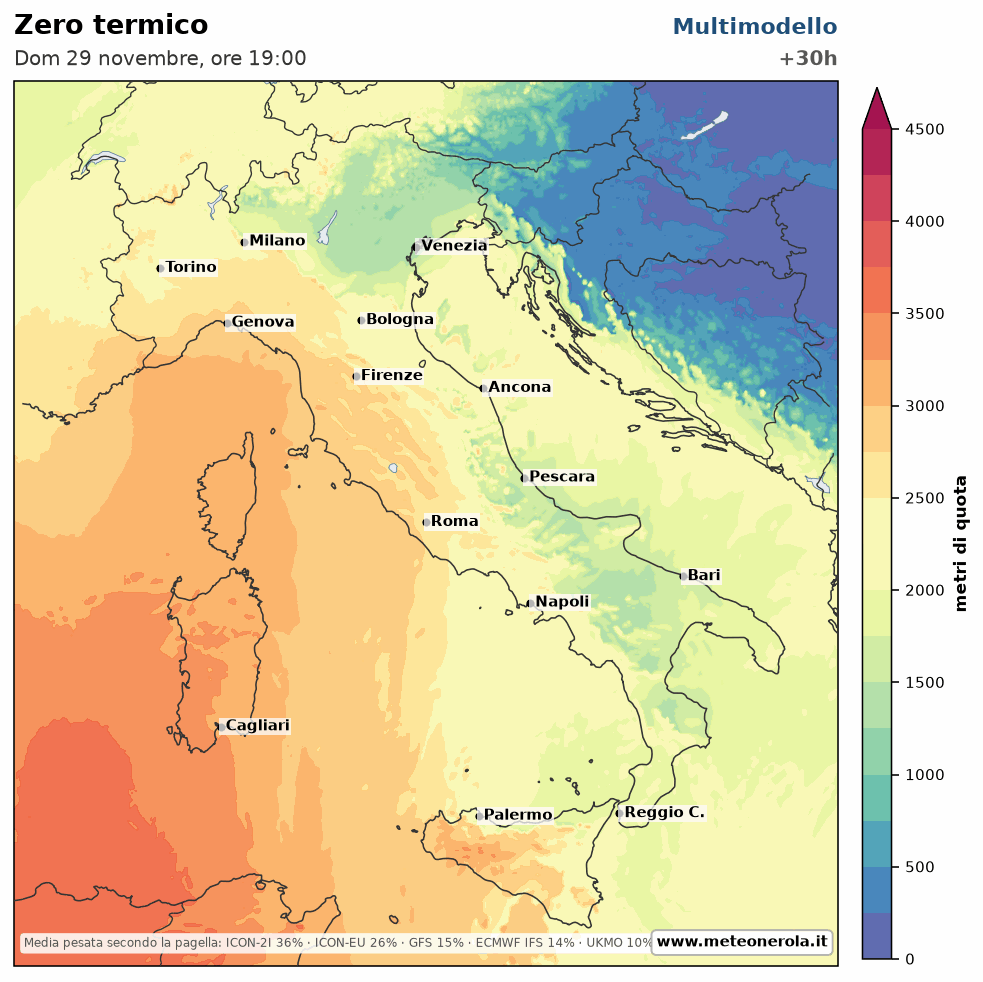 Zero termico
Multimodello
Dom 29 novembre, ore 19:00
+30h
4500
4000
3500
3000
2500
2000
1500
1000
500
0
metri di quota
Milano
Venezia
Torino
Genova
Bologna
Firenze
Ancona
Pescara
Roma
Bari
Napoli
Cagliari
Palermo
Reggio C.
Media pesata secondo la pagella: ICON-2I 36% · ICON-EU 26% · GFS 15% · ECMWF IFS 14% · UKMO 10%
www.meteonerola.it